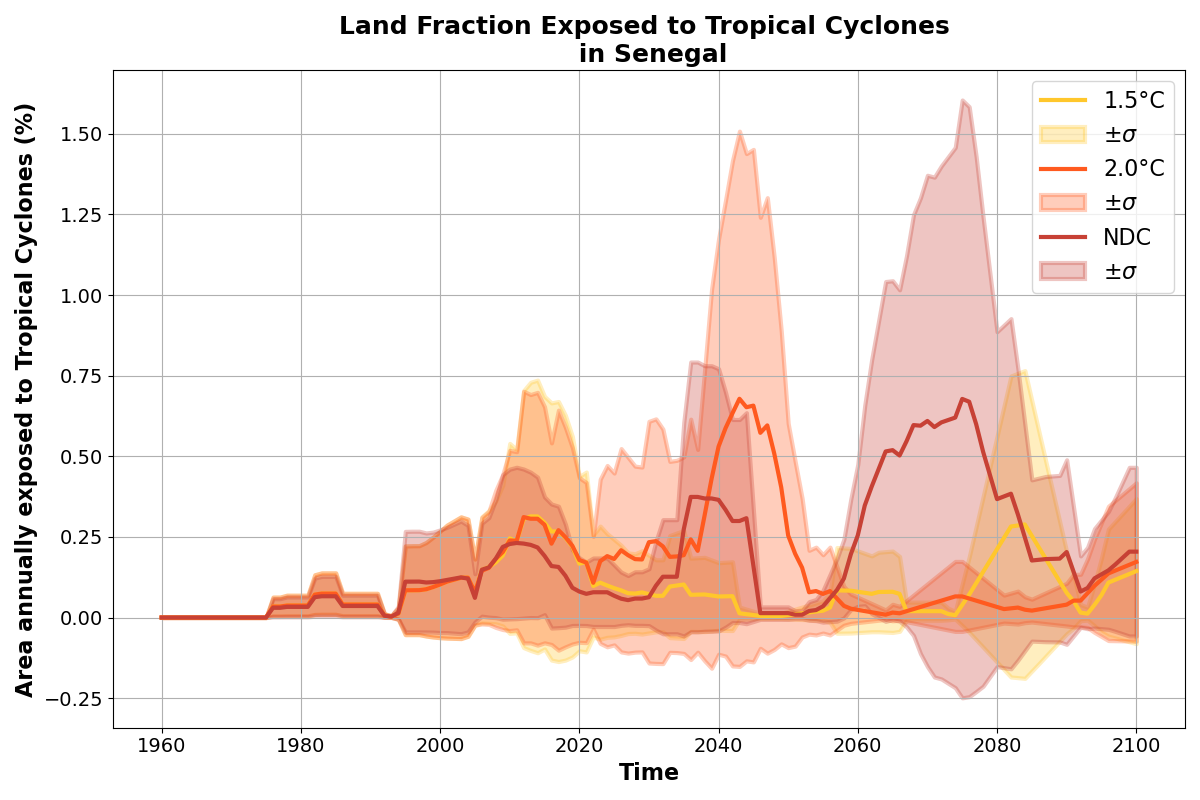 Land Fraction Exposed to Tropical Cyclones
in Senegal
Area annually exposed to Tropical Cyclones (%)
1.50
1.25
1.00
0.75
0.50
0.25
0.00
−0.25
1960
1980
2000
2020
2040
2060
2080
2100
Time
1.5°C
±σ
2.0°C
±σ
NDC
±σ